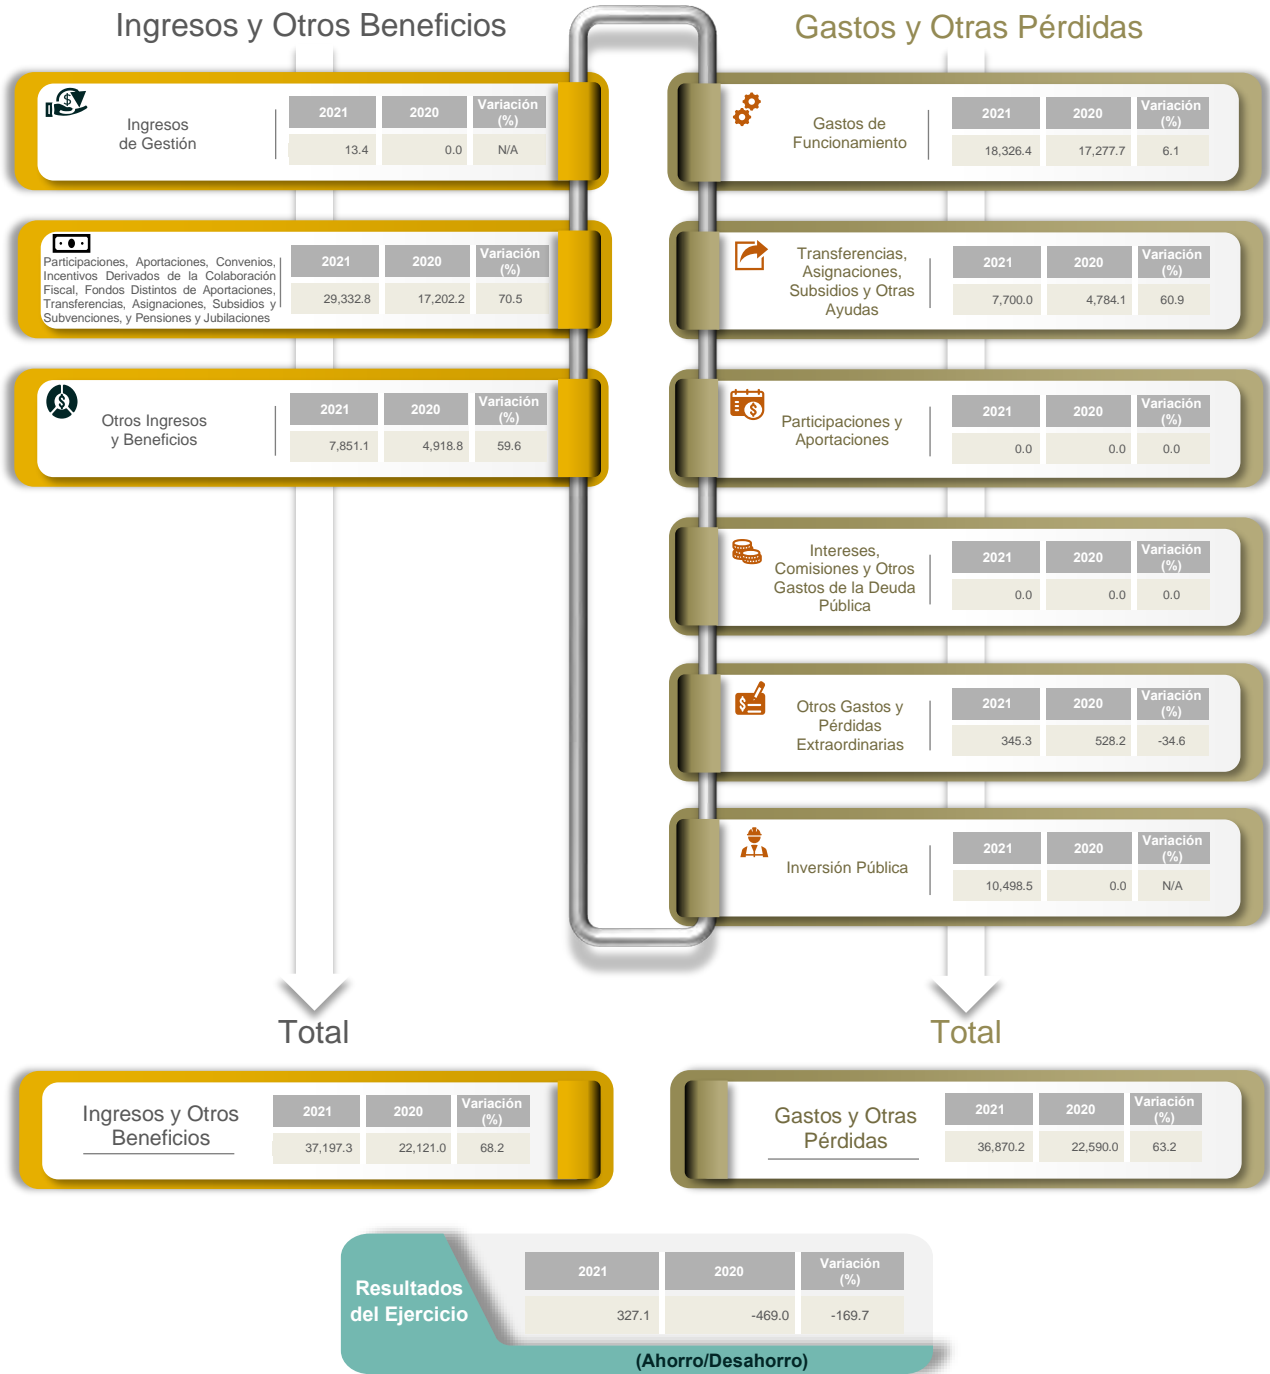 Ingresos y Otros Beneficios
Ingresos
de Gestión
2021 2020 Variación
(%)
13.4 0.0 N/A
Participaciones, Aportaciones, Convenios,
Incentivos Derivados de la Colaboración
Fiscal, Fondos Distintos de Aportaciones,
Transferencias, Asignaciones, Subsidios y
Subvenciones, y Pensiones y Jubilaciones
2021 2020 Variación
(%)
29,332.8 17,202.2 70.5
Otros Ingresos
y Beneficios
2021 2020 Variación
(%)
7,851.1 4,918.8 59.6
Total
Ingresos y Otros
Beneficios
2021 2020 Variación
(%)
37,197.3 22,121.0 68.2
Gastos y Otras Pérdidas
Gastos de
Funcionamiento
2021 2020 Variación
(%)
18,326.4 17,277.7 6.1
Transferencias,
Asignaciones,
Subsidios y Otras
Ayudas
2021 2020 Variación
(%)
7,700.0 4,784.1 60.9
Participaciones y
Aportaciones
2021 2020 Variación
(%)
0.0 0.0 0.0
Intereses,
Comisiones y Otros
Gastos de la Deuda
Pública
2021 2020 Variación
(%)
0.0 0.0 0.0
Otros Gastos y
Pérdidas
Extraordinarias
2021 2020 Variación
(%)
345.3 528.2 -34.6
Inversión Pública
2021 2020 Variación
(%)
10,498.5 0.0 N/A
Total
Gastos y Otras
Pérdidas
2021 2020 Variación
(%)
36,870.2 22,590.0 63.2
Resultados
del Ejercicio
2021 2020 Variación
(%)
327.1 -469.0 -169.7
(Ahorro/Desahorro)